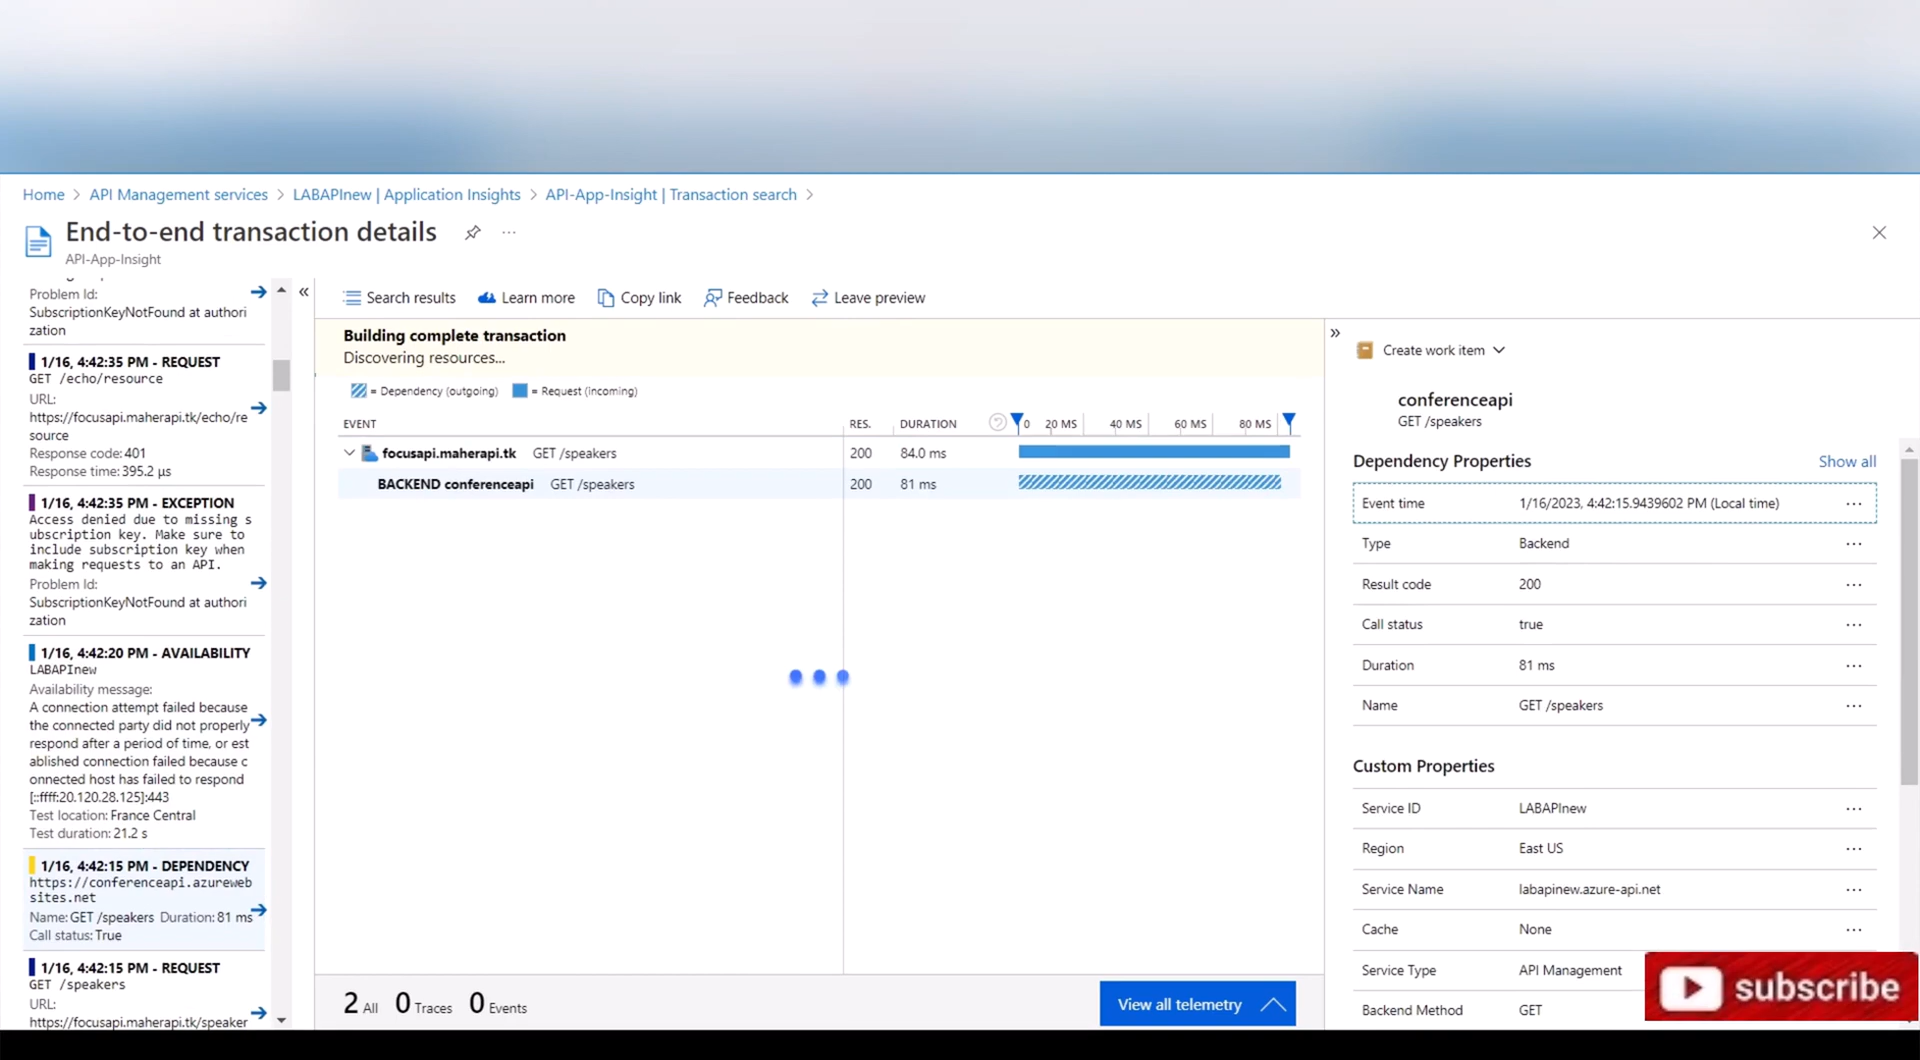 Home > API Management services > LABAPInew | Application Insights > API-App-Insight | Transaction search >
End-to-end transaction details
API-App-Insight
Problem Id:
SubscriptionKeyNotFound at authori
zation
1/16, 4:42:35 PM - REQUEST
GET /echo/resource
URL:
https://focusapi.maherapi.tk/echo/re
source
Response code: 401
Response time: 395.2 µs
1/16, 4:42:35 PM - EXCEPTION
Access denied due to missing s
ubscription key. Make sure to
include subscription key when
making requests to an API.
Problem Id:
SubscriptionKeyNotFound at authori
zation
1/16, 4:42:20 PM - AVAILABILITY
LABAPInew
Availability message:
A connection attempt failed because
the connected party did not properly
respond after a period of time, or est
ablished connection failed because c
onnected host has failed to respond
[::ffff:20.120.28.125]:443
Test location: France Central
Test duration: 21.2 s
1/16, 4:42:15 PM - DEPENDENCY
https://conferenceapi.azureweb
sites.net
Name: GET /speakers Duration: 81 ms
Call status: True
1/16, 4:42:15 PM - REQUEST
GET /speakers
URL:
https://focusapi.maherapi.tk/speaker
Search results Learn more Copy link Feedback Leave preview
Building complete transaction
Discovering resources...
= Dependency (outgoing) = Request (incoming)
EVENT RES. DURATION 0 20 MS 40 MS 60 MS 80 MS
focusapi.maherapi.tk GET /speakers 200 84.0 ms
BACKEND conferenceapi GET /speakers 200 81 ms
2 All 0 Traces 0 Events
View all telemetry
Create work item
conferenceapi
GET /speakers
Dependency Properties Show all
Event time 1/16/2023, 4:42:15.9439602 PM (Local time) ...
Type Backend ...
Result code 200 ...
Call status true ...
Duration 81 ms ...
Name GET /speakers ...
Custom Properties
Service ID LABAPInew ...
Region East US ...
Service Name labapinew.azure-api.net ...
Cache None ...
Service Type API Management
Backend Method GET
subscribe